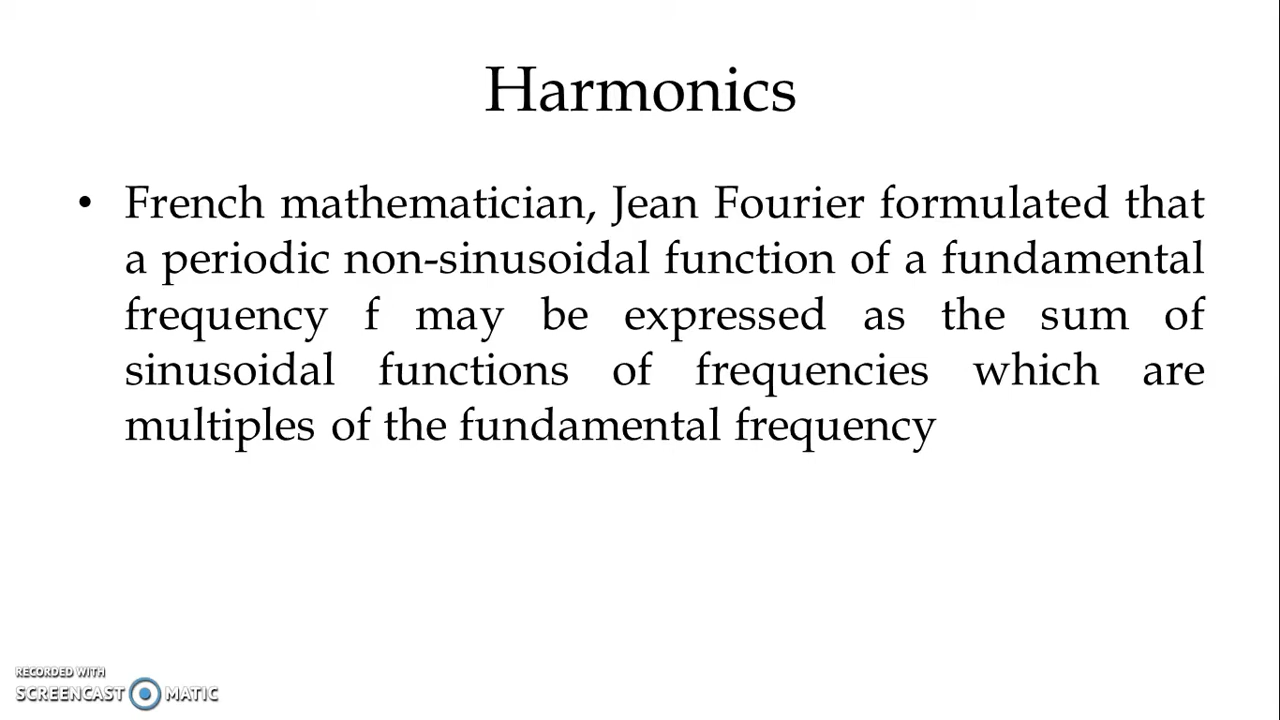 Harmonics
• French mathematician, Jean Fourier formulated that
a periodic non-sinusoidal function of a fundamental
frequency f may be expressed as the sum of
sinusoidal functions of frequencies which are
multiples of the fundamental frequency
RECORDED WITH
SCREENCAST MATIC